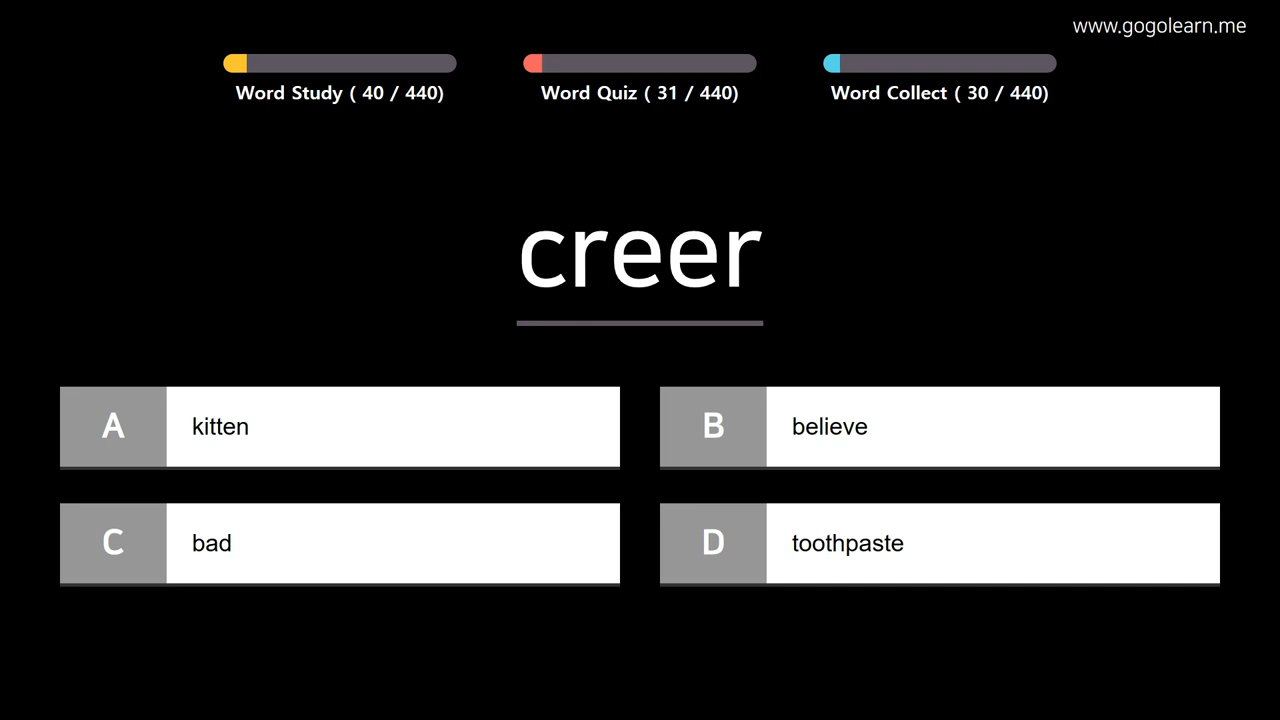 www.gogolearn.me
Word Study ( 40 / 440)
Word Quiz ( 31 / 440)
Word Collect ( 30 / 440)
creer
A kitten
B believe
C bad
D toothpaste